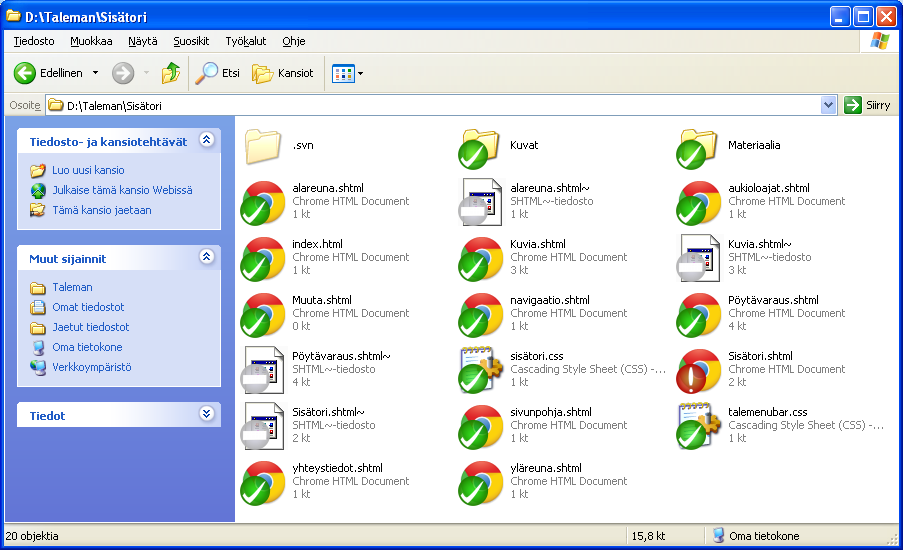 D:\Taleman\Sisätori
Tiedosto Muokkaa Näytä Suosikit Työkalut Ohje
Edellinen Etsi Kansiot
Osoite D:\Taleman\Sisätori Siirry
Tiedosto- ja kansiotehtävät
Luo uusi kansio
Julkaise tämä kansio Webissä
Tämä kansio jaetaan
Muut sijainnit
Taleman
Omat tiedostot
Jaetut tiedostot
Oma tietokone
Verkkoympäristö
Tiedot
.svn
Kuvat
Materiaalia
alareuna.shtml
Chrome HTML Document
1 kt
alareuna.shtml~
SHTML~-tiedosto
1 kt
aukioloajat.shtml
Chrome HTML Document
1 kt
index.html
Chrome HTML Document
1 kt
Kuvia.shtml
Chrome HTML Document
3 kt
Kuvia.shtml~
SHTML~-tiedosto
3 kt
Muuta.shtml
Chrome HTML Document
0 kt
navigaatio.shtml
Chrome HTML Document
1 kt
Pöytävaraus.shtml
Chrome HTML Document
4 kt
Pöytävaraus.shtml~
SHTML~-tiedosto
4 kt
sisätori.css
Cascading Style Sheet (CSS) -...
1 kt
Sisätori.shtml
Chrome HTML Document
2 kt
Sisätori.shtml~
SHTML~-tiedosto
2 kt
sivunpohja.shtml
Chrome HTML Document
1 kt
talemenubar.css
Cascading Style Sheet (CSS) -...
1 kt
yhteystiedot.shtml
Chrome HTML Document
1 kt
yläreuna.shtml
Chrome HTML Document
1 kt
20 objektia 15,8 kt Oma tietokone